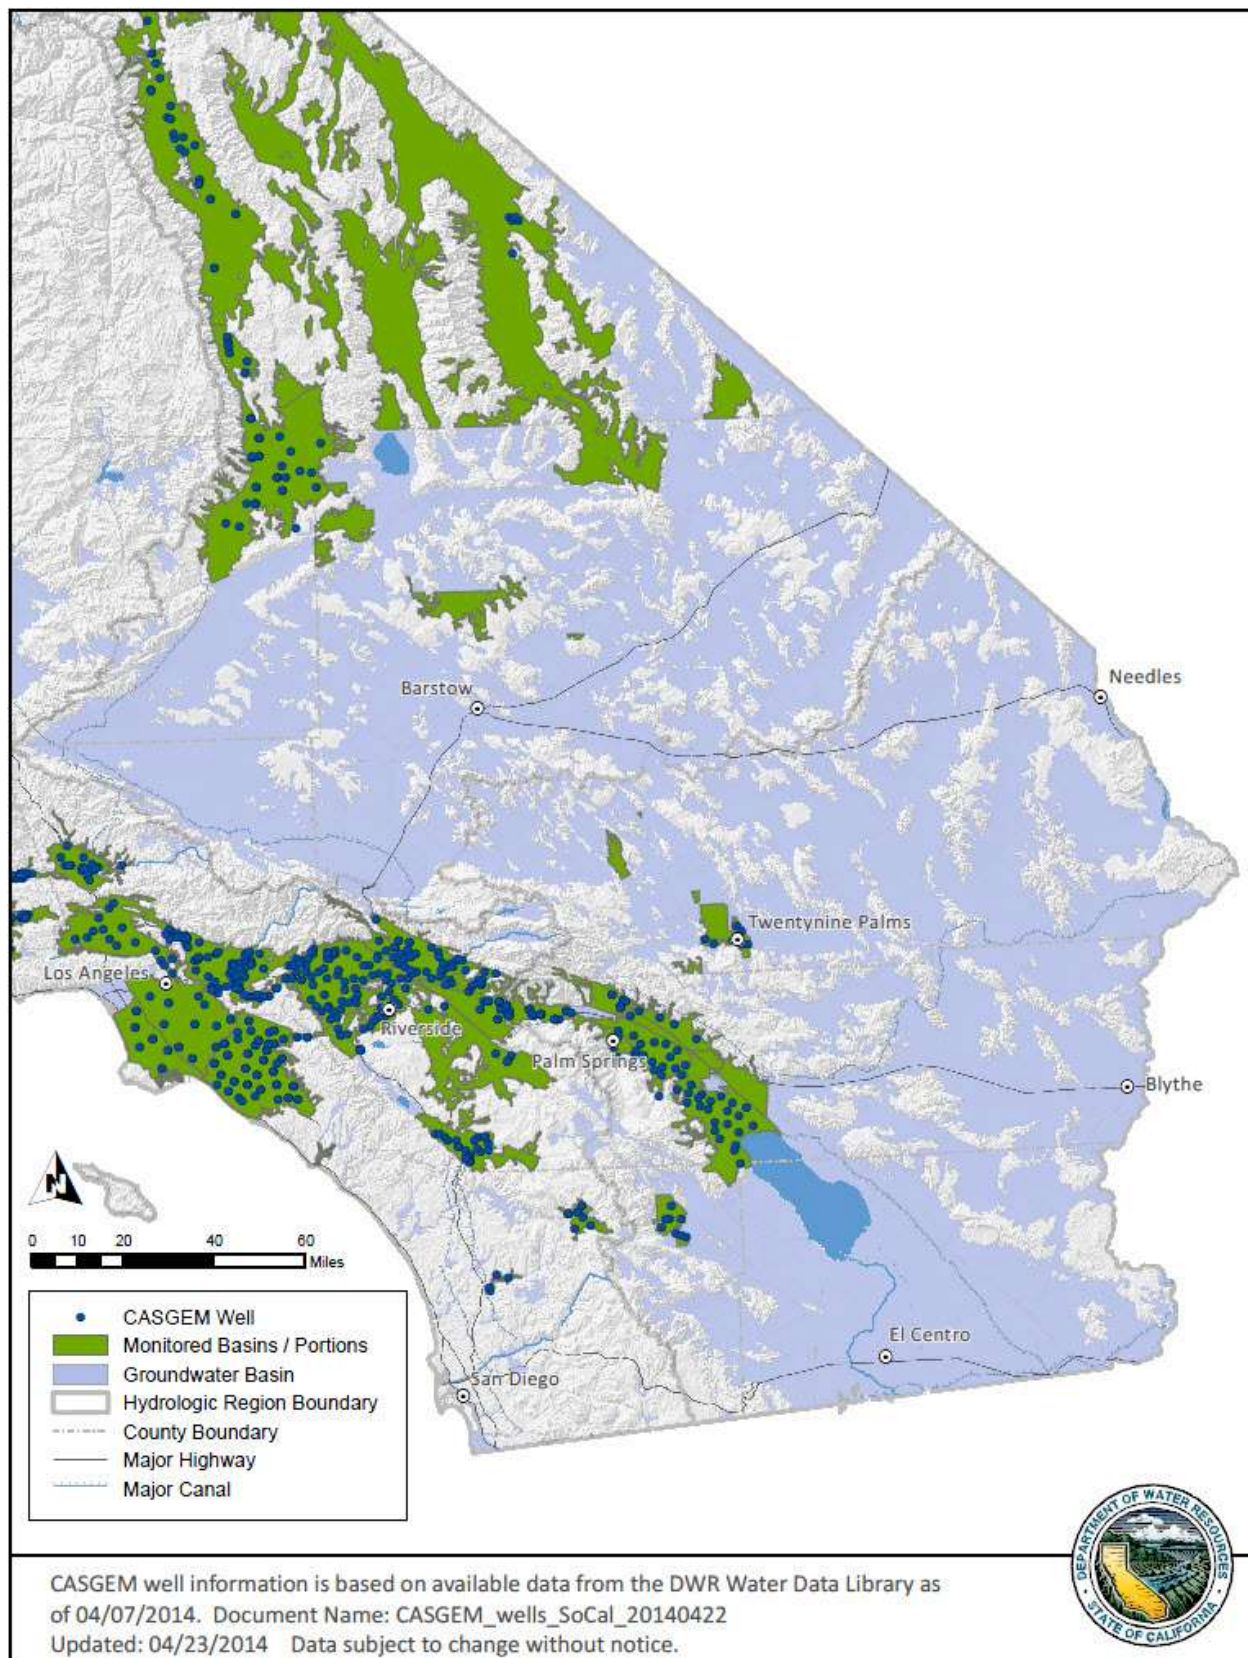 Barstow
Needles
Twentynine Palms
Los Angeles
Riverside
Palm Springs
Blythe
N
0 10 20 40 60
Miles
El Centro
San Diego
CASGEM Well
Monitored Basins / Portions
Groundwater Basin
Hydrologic Region Boundary
County Boundary
Major Highway
Major Canal
DEPARTMENT OF WATER RESOURCES
STATE OF CALIFORNIA
CASGEM well information is based on available data from the DWR Water Data Library as
of 04/07/2014. Document Name: CASGEM_wells_SoCal_20140422
Updated: 04/23/2014 Data subject to change without notice.